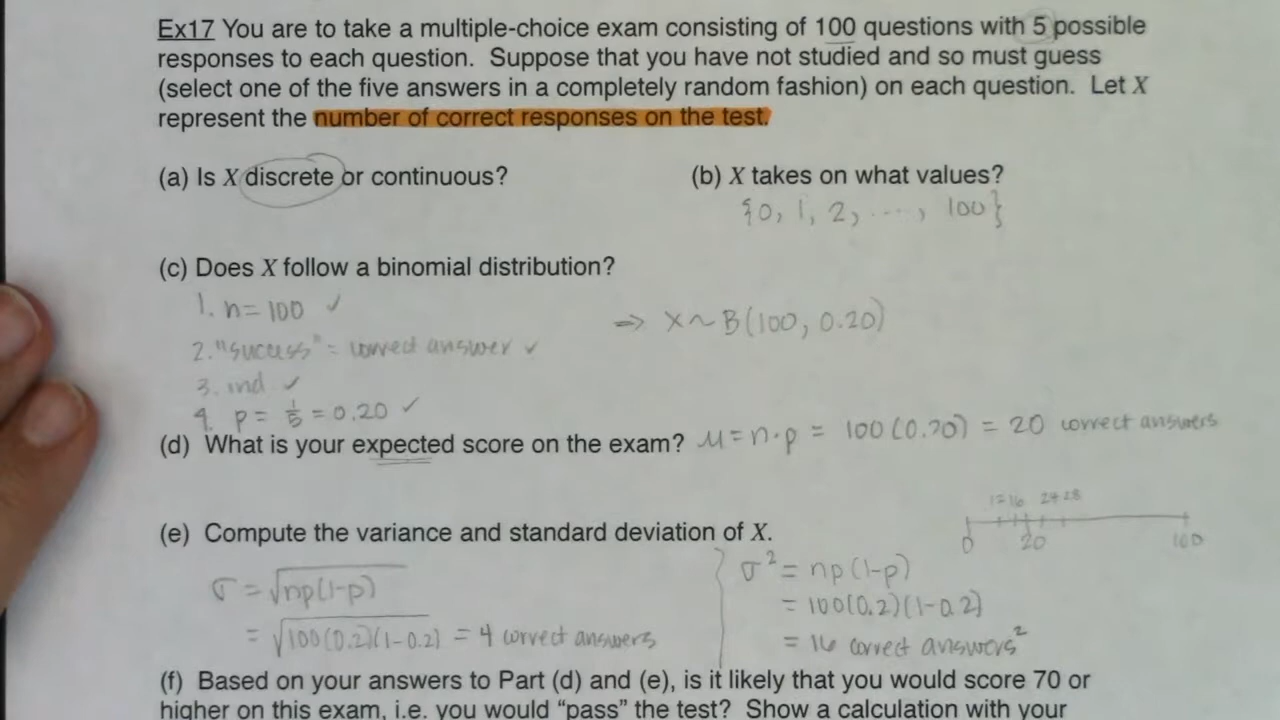 Ex17 You are to take a multiple-choice exam consisting of 100 questions with 5 possible
responses to each question. Suppose that you have not studied and so must guess
(select one of the five answers in a completely random fashion) on each question. Let X
represent the number of correct responses on the test.
(a) Is X discrete or continuous?
(b) X takes on what values?
{0, 1, 2, ...., 100}
(c) Does X follow a binomial distribution?
1. n = 100 ✓
⇒ X ~ B(100, 0.20)
2. "success" = correct answer ✓
3. ind ✓
4. p = 1/5 = 0.20 ✓
(d) What is your expected score on the exam? μ = n·p = 100(0.20) = 20 correct answers
12 16 24 28
0 20 100
(e) Compute the variance and standard deviation of X.
σ = √np(1-p)
= √100(0.2)(1-0.2) = 4 correct answers
σ² = np(1-p)
= 100(0.2)(1-0.2)
= 16 correct answers²
(f) Based on your answers to Part (d) and (e), is it likely that you would score 70 or
higher on this exam, i.e. you would "pass" the test? Show a calculation with your